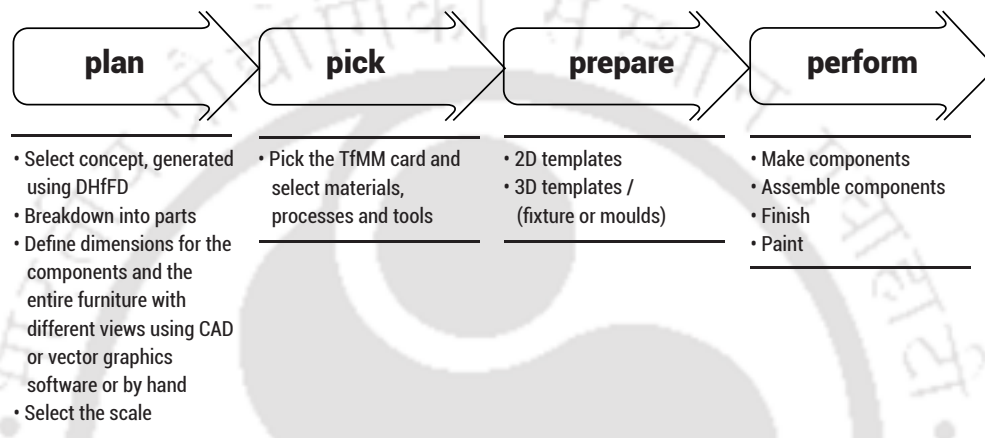 plan
pick
prepare
perform
• Select concept, generated
using DHfFD
• Breakdown into parts
• Define dimensions for the
components and the
entire furniture with
different views using CAD
or vector graphics
software or by hand
• Select the scale
• Pick the TfMM card and
select materials,
processes and tools
• 2D templates
• 3D templates /
(fixture or moulds)
• Make components
• Assemble components
• Finish
• Paint